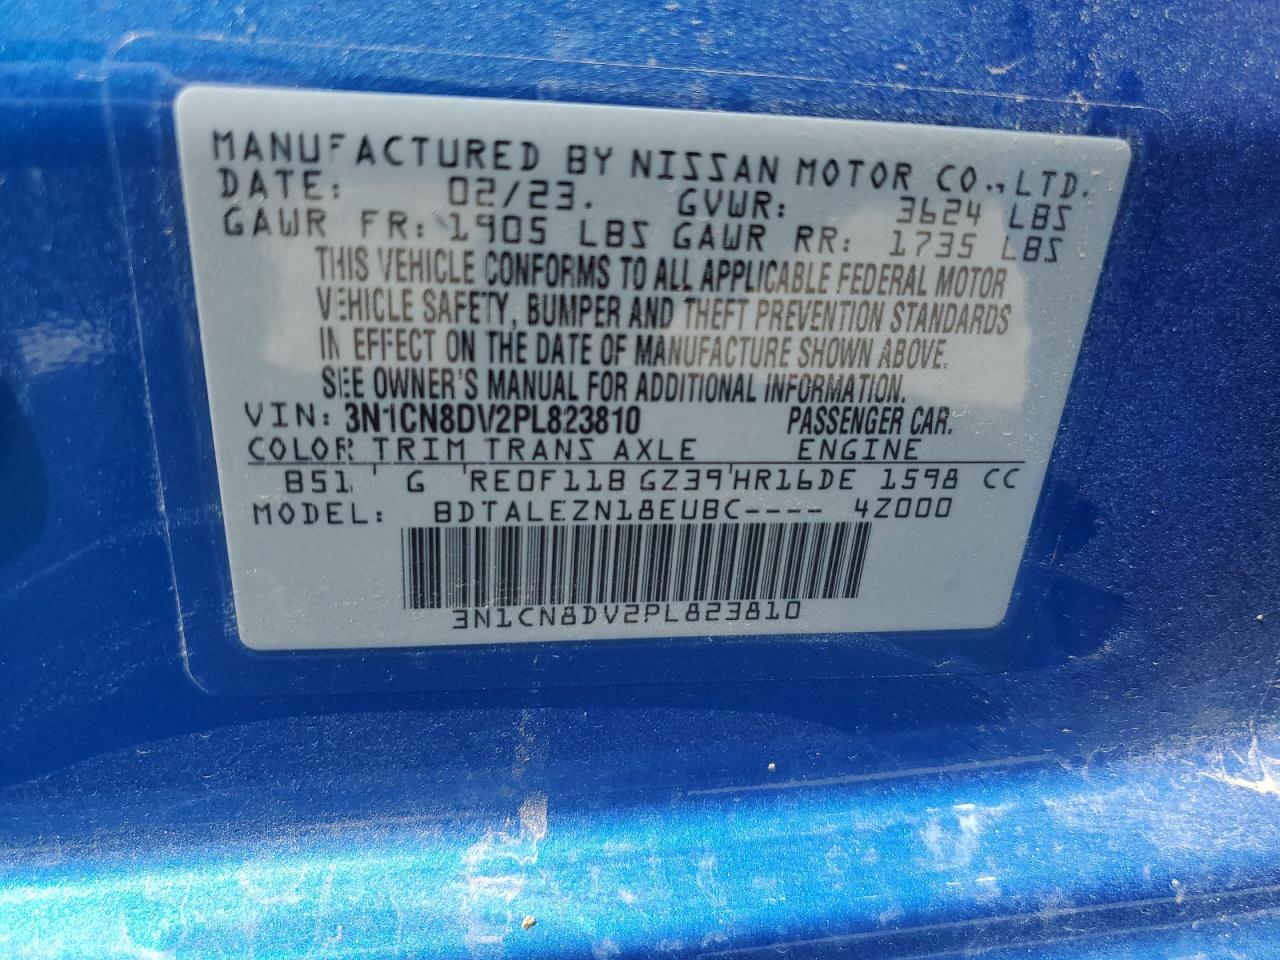 MANUFACTURED BY NISSAN MOTOR CO., LTD.
DATE: 02/23. GVWR: 3624 LBS
GAWR FR: 1905 LBS GAWR RR: 1735 LBS
THIS VEHICLE CONFORMS TO ALL APPLICABLE FEDERAL MOTOR
VEHICLE SAFETY, BUMPER AND THEFT PREVENTION STANDARDS
IN EFFECT ON THE DATE OF MANUFACTURE SHOWN ABOVE.
SEE OWNER'S MANUAL FOR ADDITIONAL INFORMATION.
VIN: 3N1CN8DV2PL823810 PASSENGER CAR.
COLOR TRIM TRANS AXLE ENGINE
B51 G RE0F11B GZ39 HR16DE 1598 CC
MODEL: BDTALEZN18EUBC---- 4Z000
3N1CN8DV2PL823810